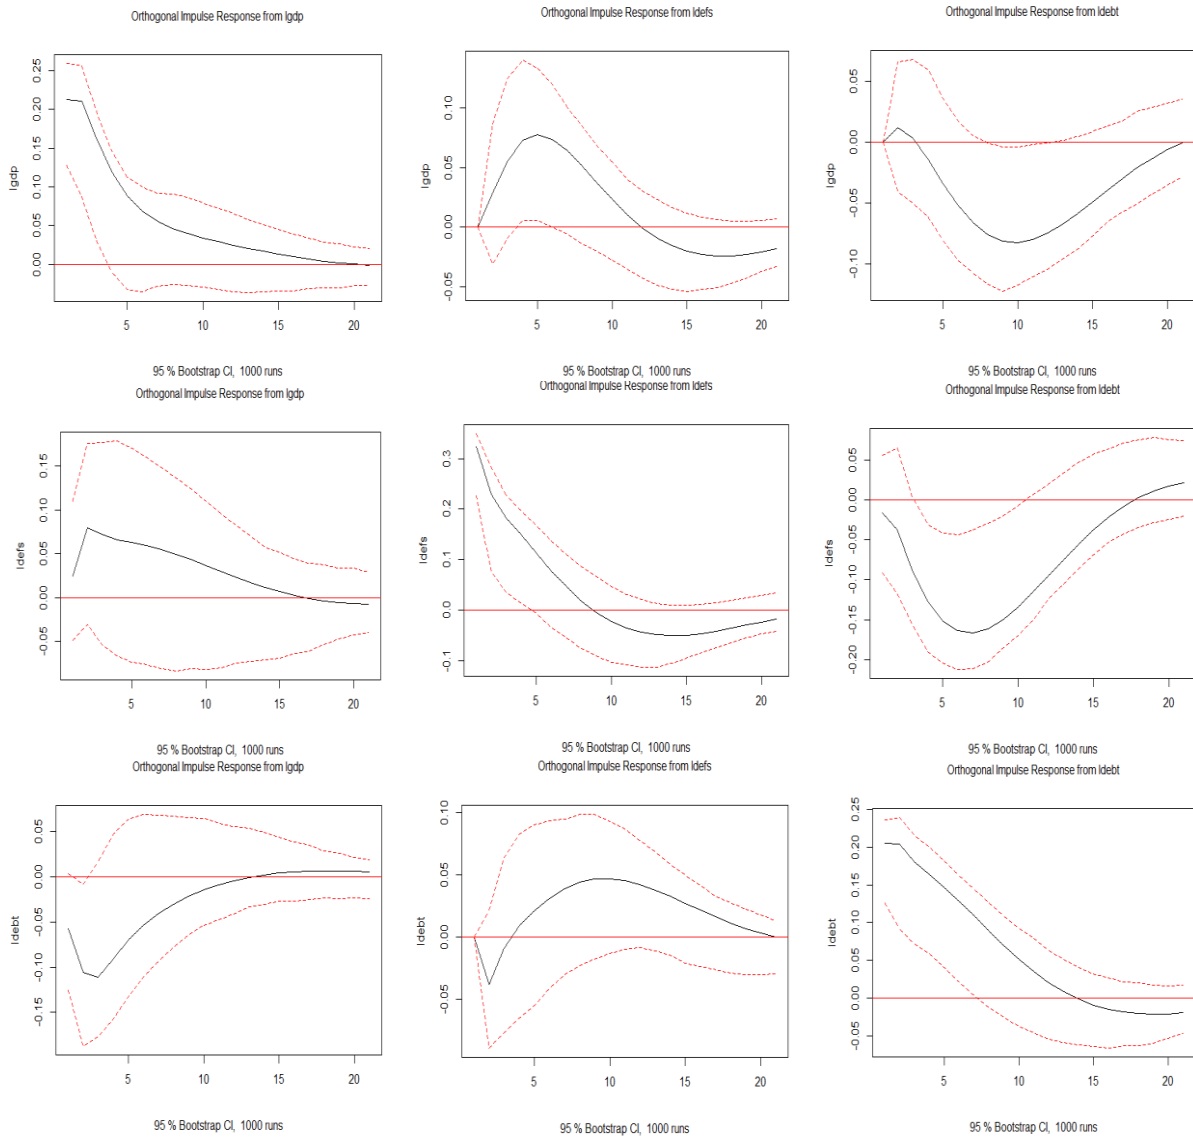 Orthogonal Impulse Response from lgdp
lgdp
0.00 0.05 0.10 0.15 0.20 0.25
5 10 15 20
95 % Bootstrap CI, 1000 runs
Orthogonal Impulse Response from ldefs
lgdp
-0.05 0.00 0.05 0.10
5 10 15 20
95 % Bootstrap CI, 1000 runs
Orthogonal Impulse Response from ldebt
lgdp
-0.10 -0.05 0.00 0.05
5 10 15 20
95 % Bootstrap CI, 1000 runs
Orthogonal Impulse Response from lgdp
ldefs
-0.05 0.00 0.05 0.10 0.15
5 10 15 20
95 % Bootstrap CI, 1000 runs
Orthogonal Impulse Response from ldefs
ldefs
-0.1 0.0 0.1 0.2 0.3
5 10 15 20
95 % Bootstrap CI, 1000 runs
Orthogonal Impulse Response from ldebt
ldefs
-0.20 -0.15 -0.10 -0.05 0.00 0.05
5 10 15 20
95 % Bootstrap CI, 1000 runs
Orthogonal Impulse Response from lgdp
ldebt
-0.15 -0.10 -0.05 0.00 0.05
5 10 15 20
95 % Bootstrap CI, 1000 runs
Orthogonal Impulse Response from ldefs
ldebt
-0.05 0.00 0.05 0.10
5 10 15 20
95 % Bootstrap CI, 1000 runs
Orthogonal Impulse Response from ldebt
ldebt
-0.05 0.00 0.05 0.10 0.15 0.20 0.25
5 10 15 20
95 % Bootstrap CI, 1000 runs